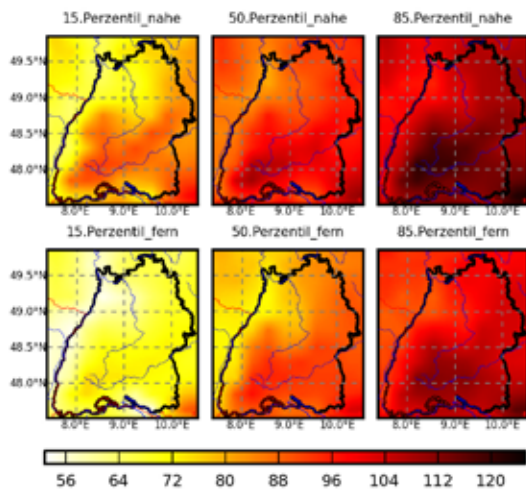 15.Perzentil_nahe 50.Perzentil_nahe 85.Perzentil_nahe
49.5°N
49.0°N
48.5°N
48.0°N
8.0°E 9.0°E 10.0°E 8.0°E 9.0°E 10.0°E 8.0°E 9.0°E 10.0°E
15.Perzentil_fern 50.Perzentil_fern 85.Perzentil_fern
49.5°N
49.0°N
48.5°N
48.0°N
8.0°E 9.0°E 10.0°E 8.0°E 9.0°E 10.0°E 8.0°E 9.0°E 10.0°E
56 64 72 80 88 96 104 112 120